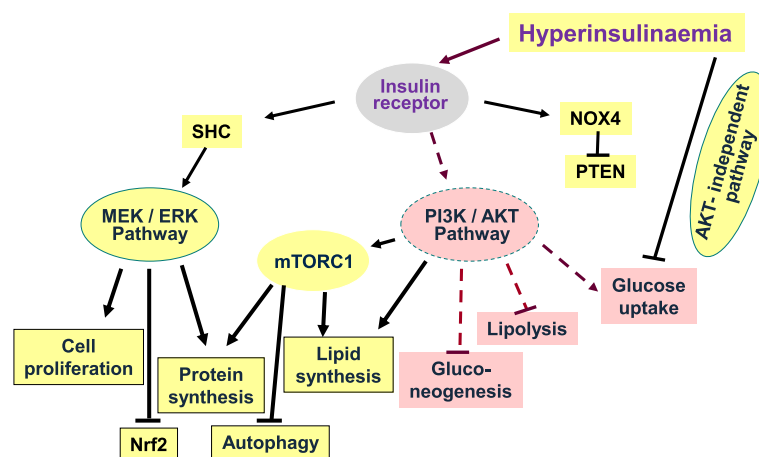 Hyperinsulinaemia
Insulin
receptor
AKT- independent
pathway
SHC
NOX4
PTEN
MEK / ERK
Pathway
PI3K / AKT
Pathway
mTORC1
Glucose
uptake
Lipolysis
Cell
proliferation
Protein
synthesis
Lipid
synthesis
Gluco-
neogenesis
Nrf2
Autophagy